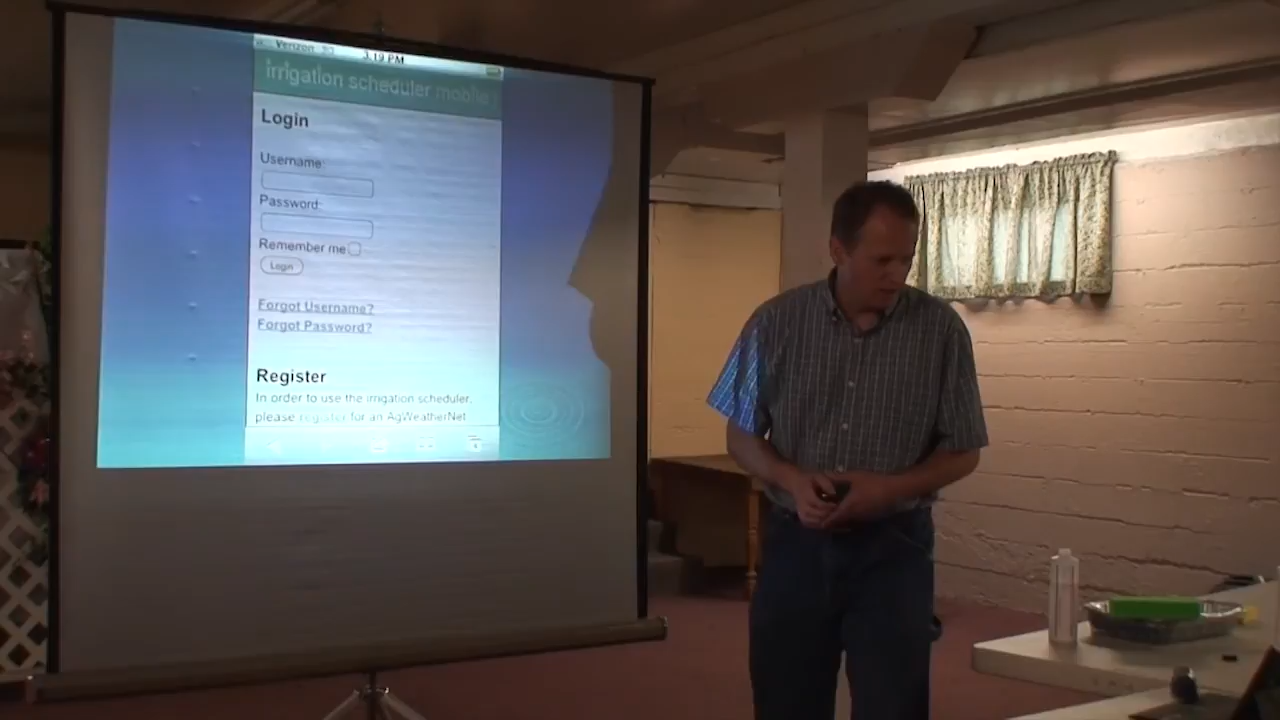 Verizon 3G 3:19 PM
irrigation scheduler mobile
Login
Username:
Password:
Remember me
Login
Forgot Username?
Forgot Password?
Register
In order to use the irrigation scheduler,
please register for an AgWeatherNet